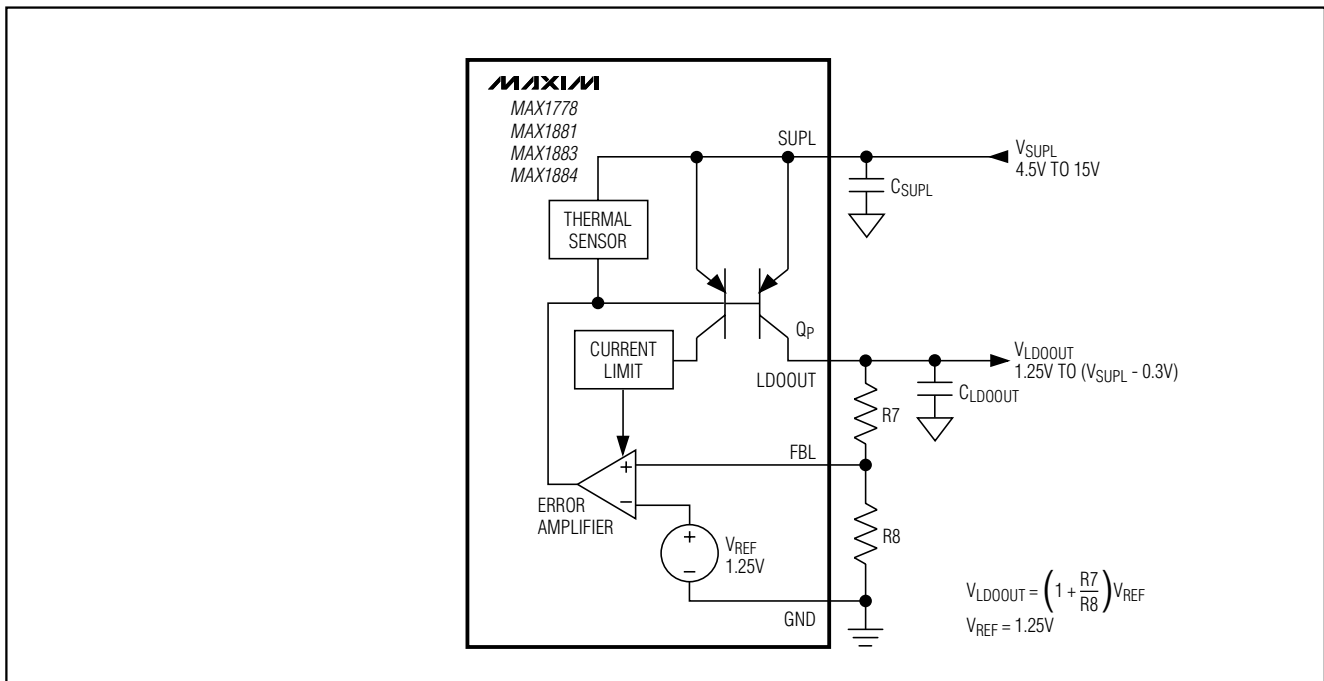 MAXIM
MAX1778
MAX1881
MAX1883
MAX1884
SUPL
VSUPL
4.5V TO 15V
CSUPL
THERMAL
SENSOR
QP
CURRENT
LIMIT
LDOOUT
VLDOOUT
1.25V TO (VSUPL - 0.3V)
CLDOOUT
R7
FBL
+
−
ERROR
AMPLIFIER
R8
+
VREF
1.25V
−
GND
VLDOOUT = (1 + R7/R8)VREF
VREF = 1.25V